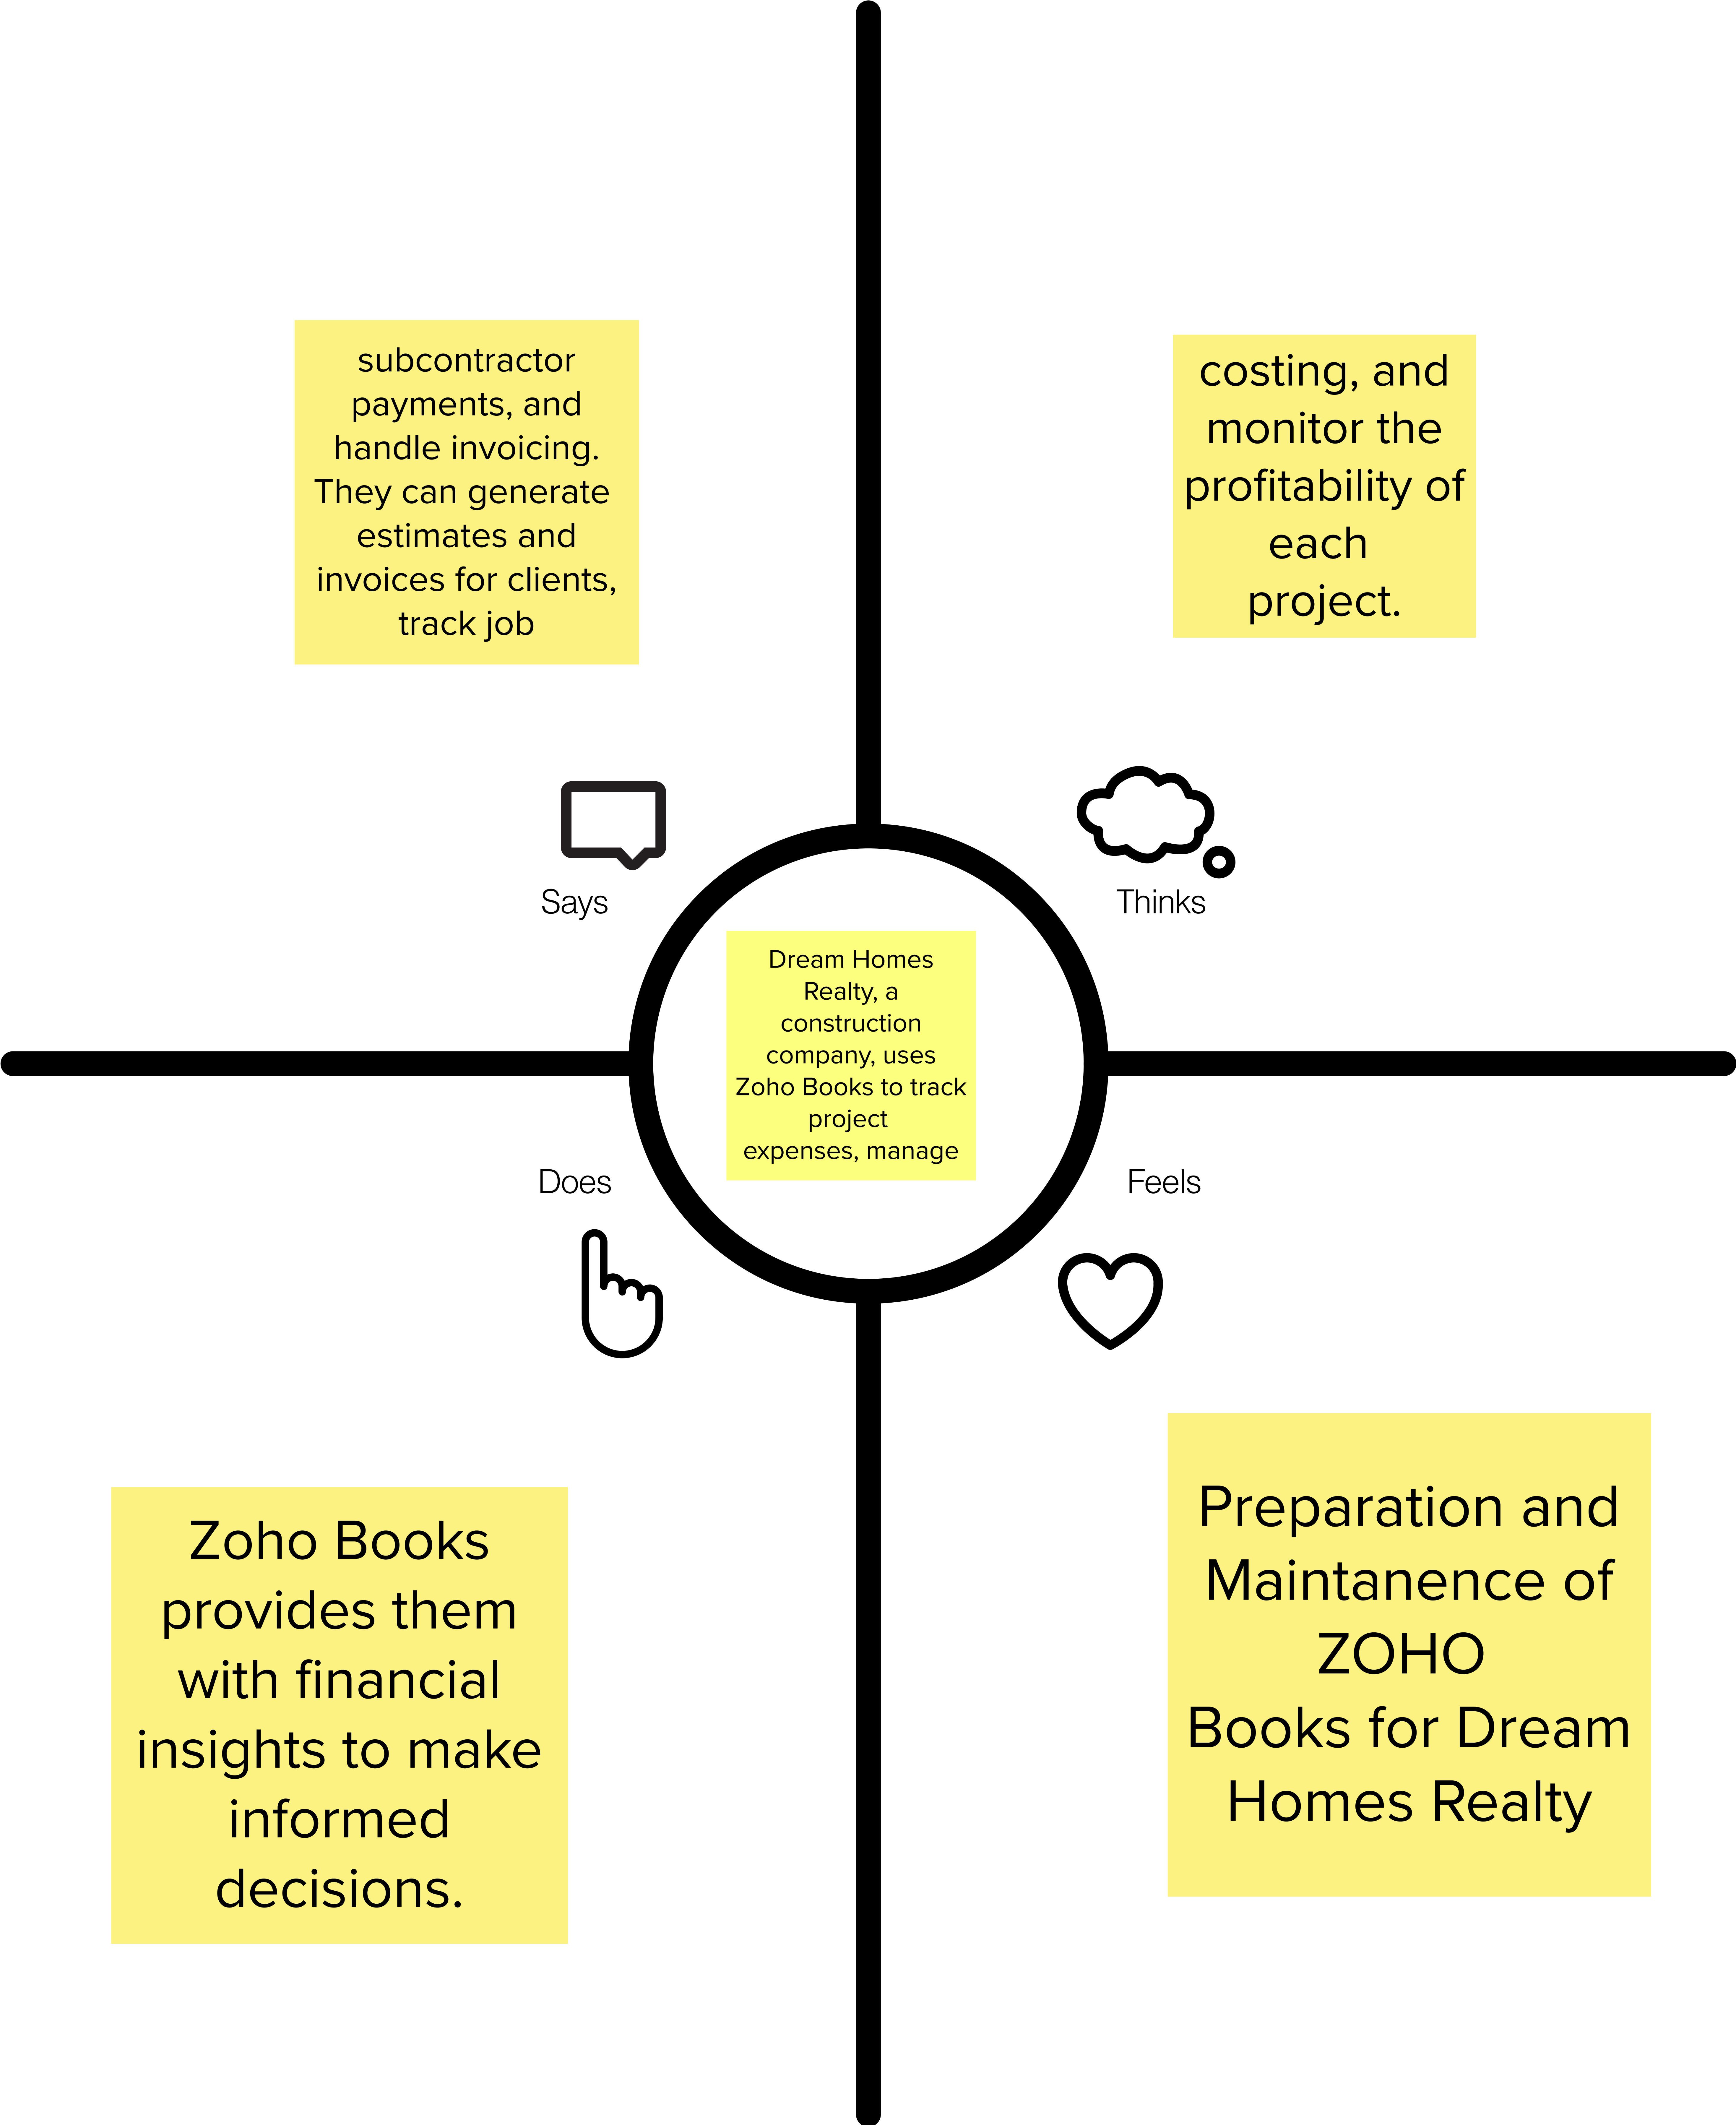 subcontractor
payments, and
handle invoicing.
They can generate
estimates and
invoices for clients,
track job
costing, and
monitor the
profitability of
each
project.
Says
Thinks
Dream Homes
Realty, a
construction
company, uses
Zoho Books to track
project
expenses, manage
Does
Feels
Zoho Books
provides them
with financial
insights to make
informed
decisions.
Preparation and
Maintanence of
ZOHO
Books for Dream
Homes Realty